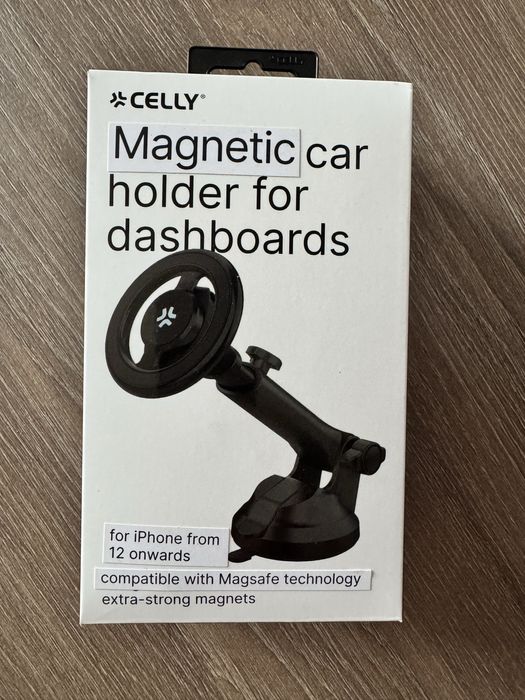 CELLY®
Magnetic car
holder for
dashboards
for iPhone from
12 onwards
compatible with Magsafe technology
extra-strong magnets